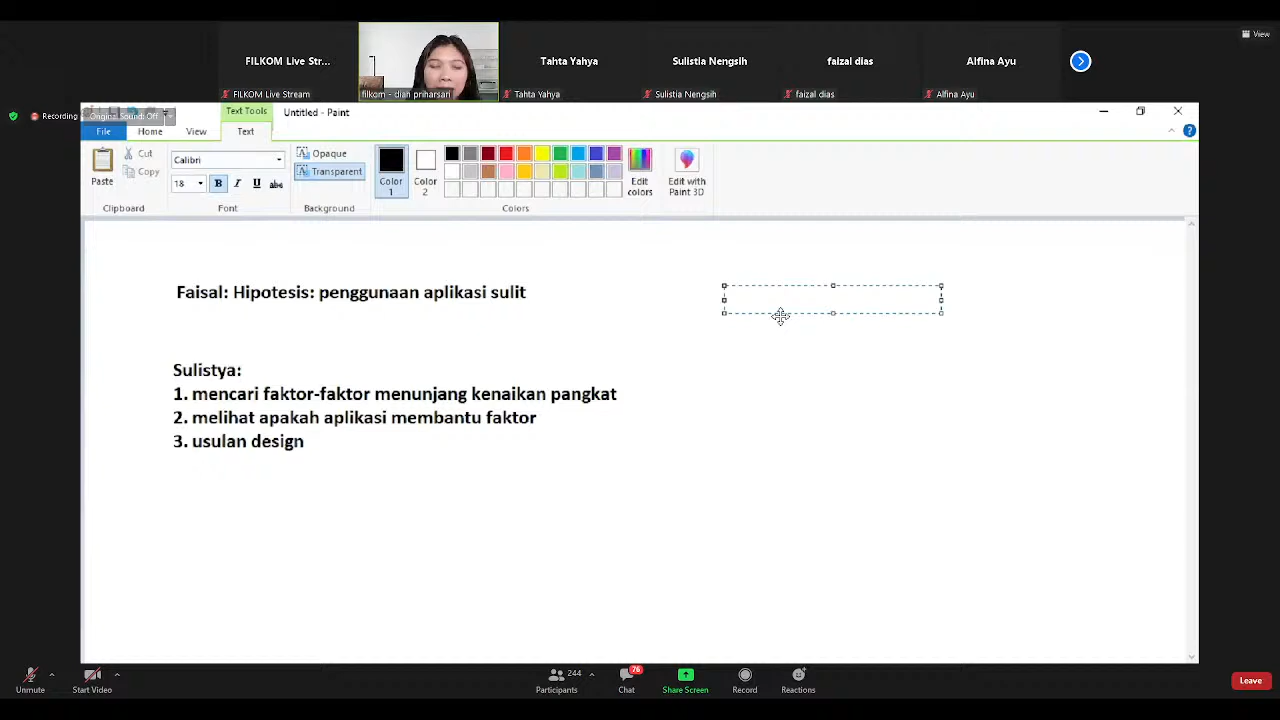 FILKOM Live Str...
Tahta Yahya
Sulistia Nengsih
faizal dias
Alfina Ayu
View
FILKOM Live Stream
filkom - dian priharsari
Tahta Yahya
Sulistia Nengsih
faizal dias
Alfina Ayu
Recording
Original Sound: Off
Text Tools
Untitled - Paint
File
Home
View
Text
Paste
Cut
Copy
Clipboard
Calibri
18
B
I
U
abc
Font
Opaque
Transparent
Background
Color 1
Color 2
Edit colors
Edit with Paint 3D
Colors
Faisal: Hipotesis: penggunaan aplikasi sulit
Sulistya:
1. mencari faktor-faktor menunjang kenaikan pangkat
2. melihat apakah aplikasi membantu faktor
3. usulan design
Unmute
Start Video
244
Participants
76
Chat
Share Screen
Record
Reactions
Leave